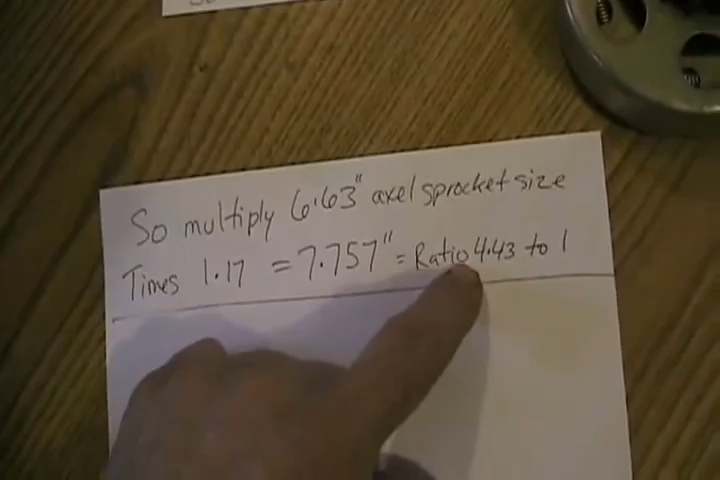 So multiply 6.63" axel sprocket size
Times 1.17 = 7.757" = Ratio 4.43 to 1